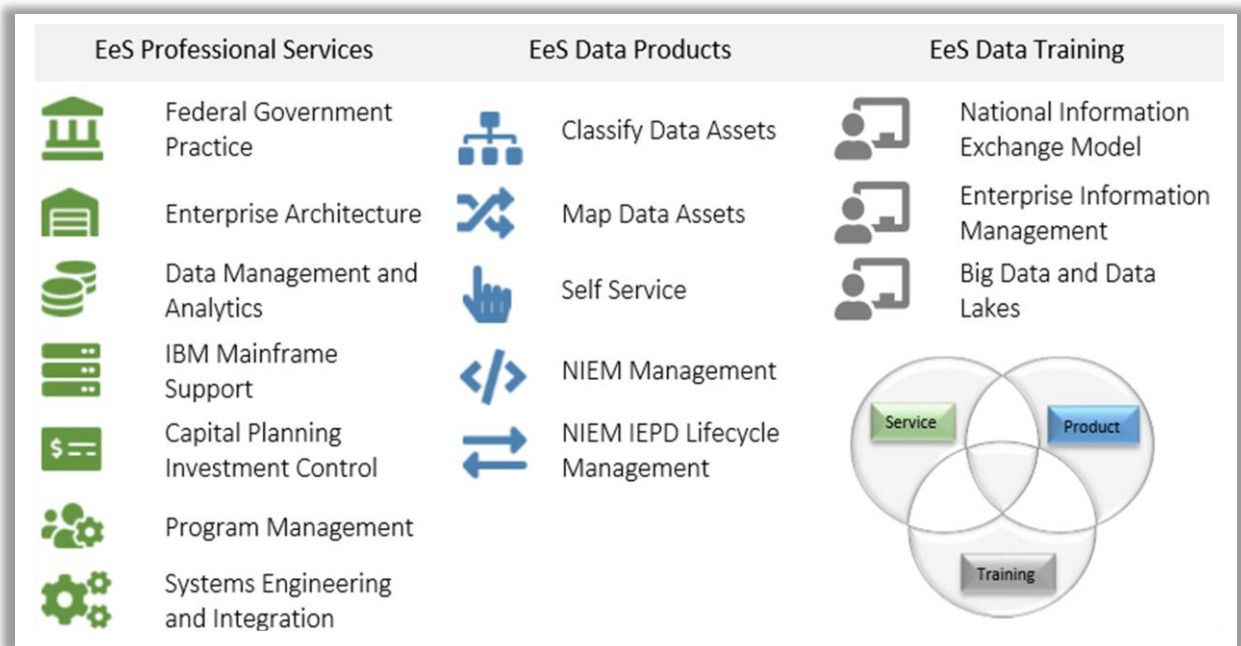 EeS Professional Services
Federal Government
Practice
Enterprise Architecture
Data Management and
Analytics
IBM Mainframe
Support
Capital Planning
Investment Control
Program Management
Systems Engineering
and Integration
EeS Data Products
Classify Data Assets
Map Data Assets
Self Service
NIEM Management
NIEM IEPD Lifecycle
Management
EeS Data Training
National Information
Exchange Model
Enterprise Information
Management
Big Data and Data
Lakes
Service
Product
Training